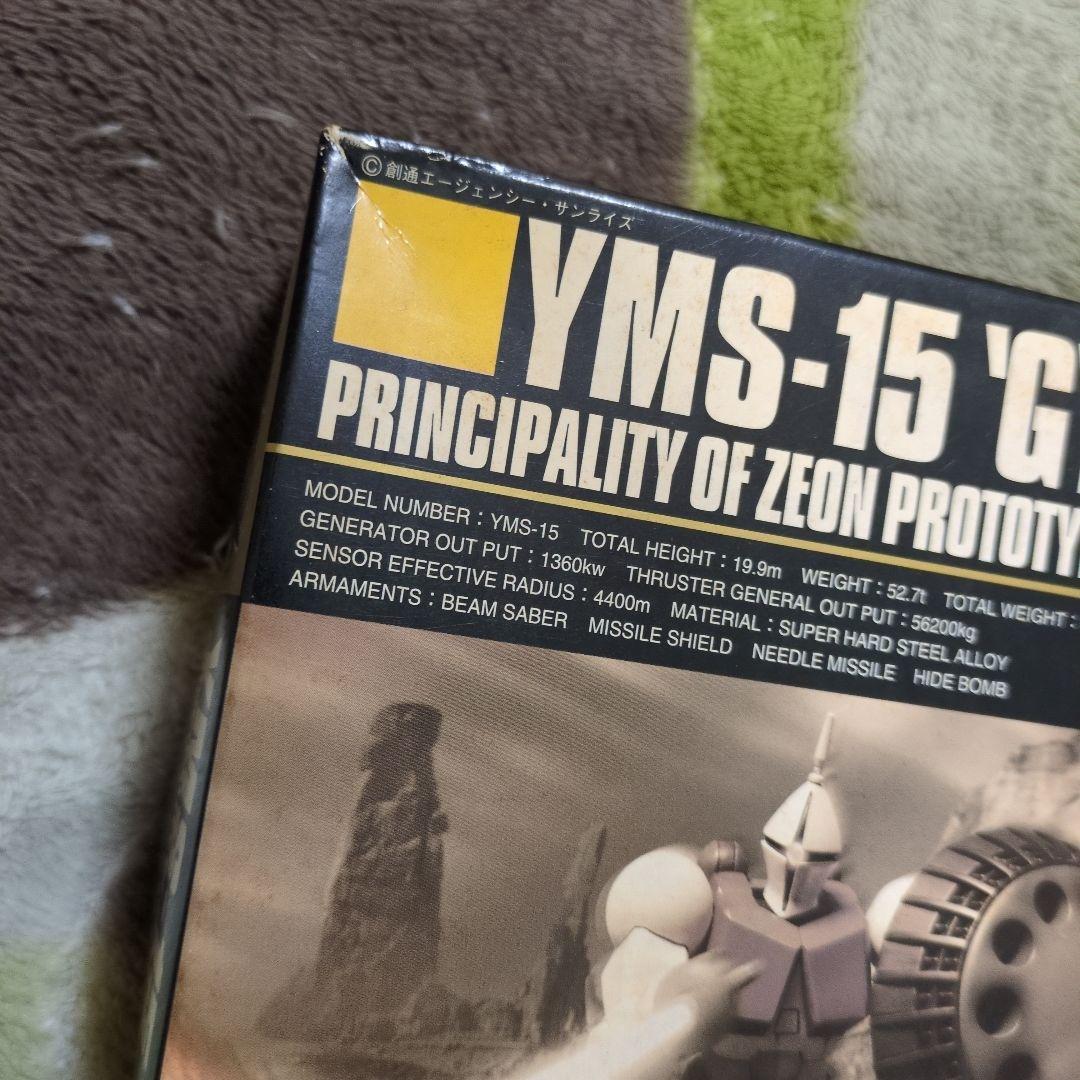 ©創通エージェンシー・サンライズ
YMS-15 'G
PRINCIPALITY OF ZEON PROTOTY
MODEL NUMBER : YMS-15 TOTAL HEIGHT : 19.9m WEIGHT : 52.7t TOTAL WEIGHT :
GENERATOR OUT PUT : 1360kw THRUSTER GENERAL OUT PUT : 56200kg
SENSOR EFFECTIVE RADIUS : 4400m MATERIAL : SUPER HARD STEEL ALLOY
ARMAMENTS : BEAM SABER MISSILE SHIELD NEEDLE MISSILE HIDE BOMB